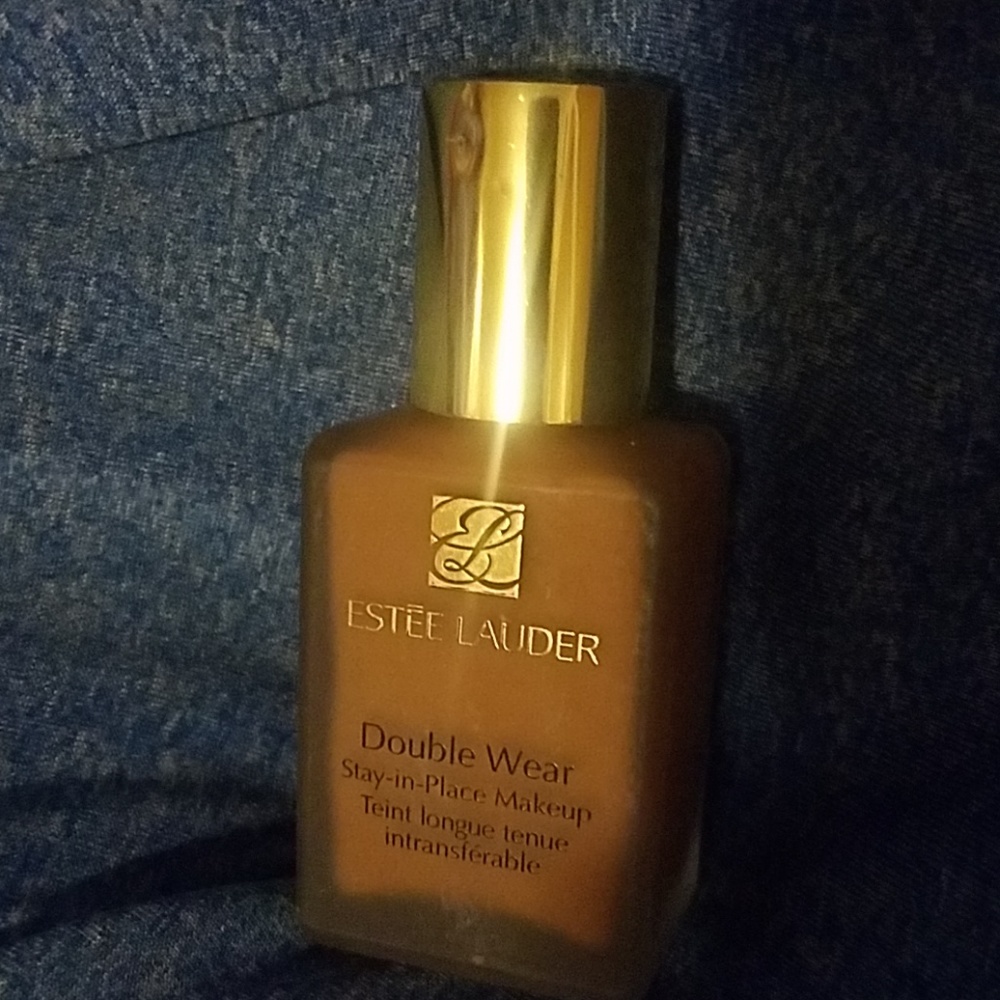 EL
ESTĒE LAUDER
Double Wear
Stay-in-Place Makeup
Teint longue tenue
intransférable